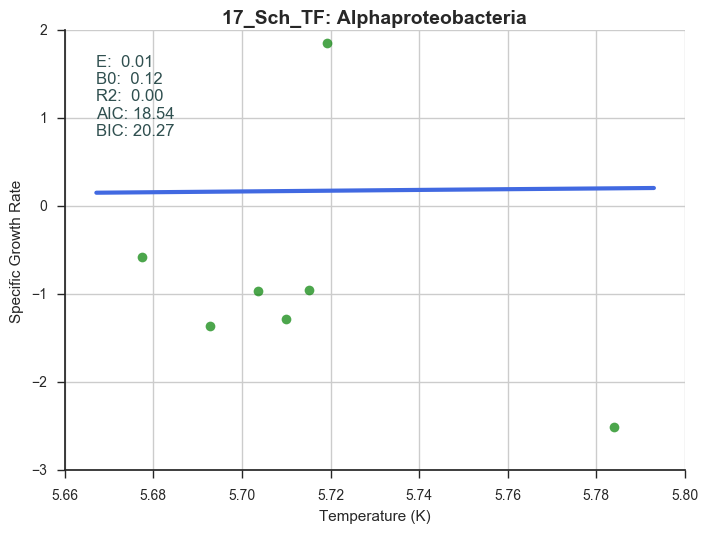 17_Sch_TF: Alphaproteobacteria
E:  0.01
B0:  0.12
R2:  0.00
AIC: 18.54
BIC: 20.27
Specific Growth Rate
2
1
0
−1
−2
−3
5.66 5.68 5.70 5.72 5.74 5.76 5.78 5.80
Temperature (K)